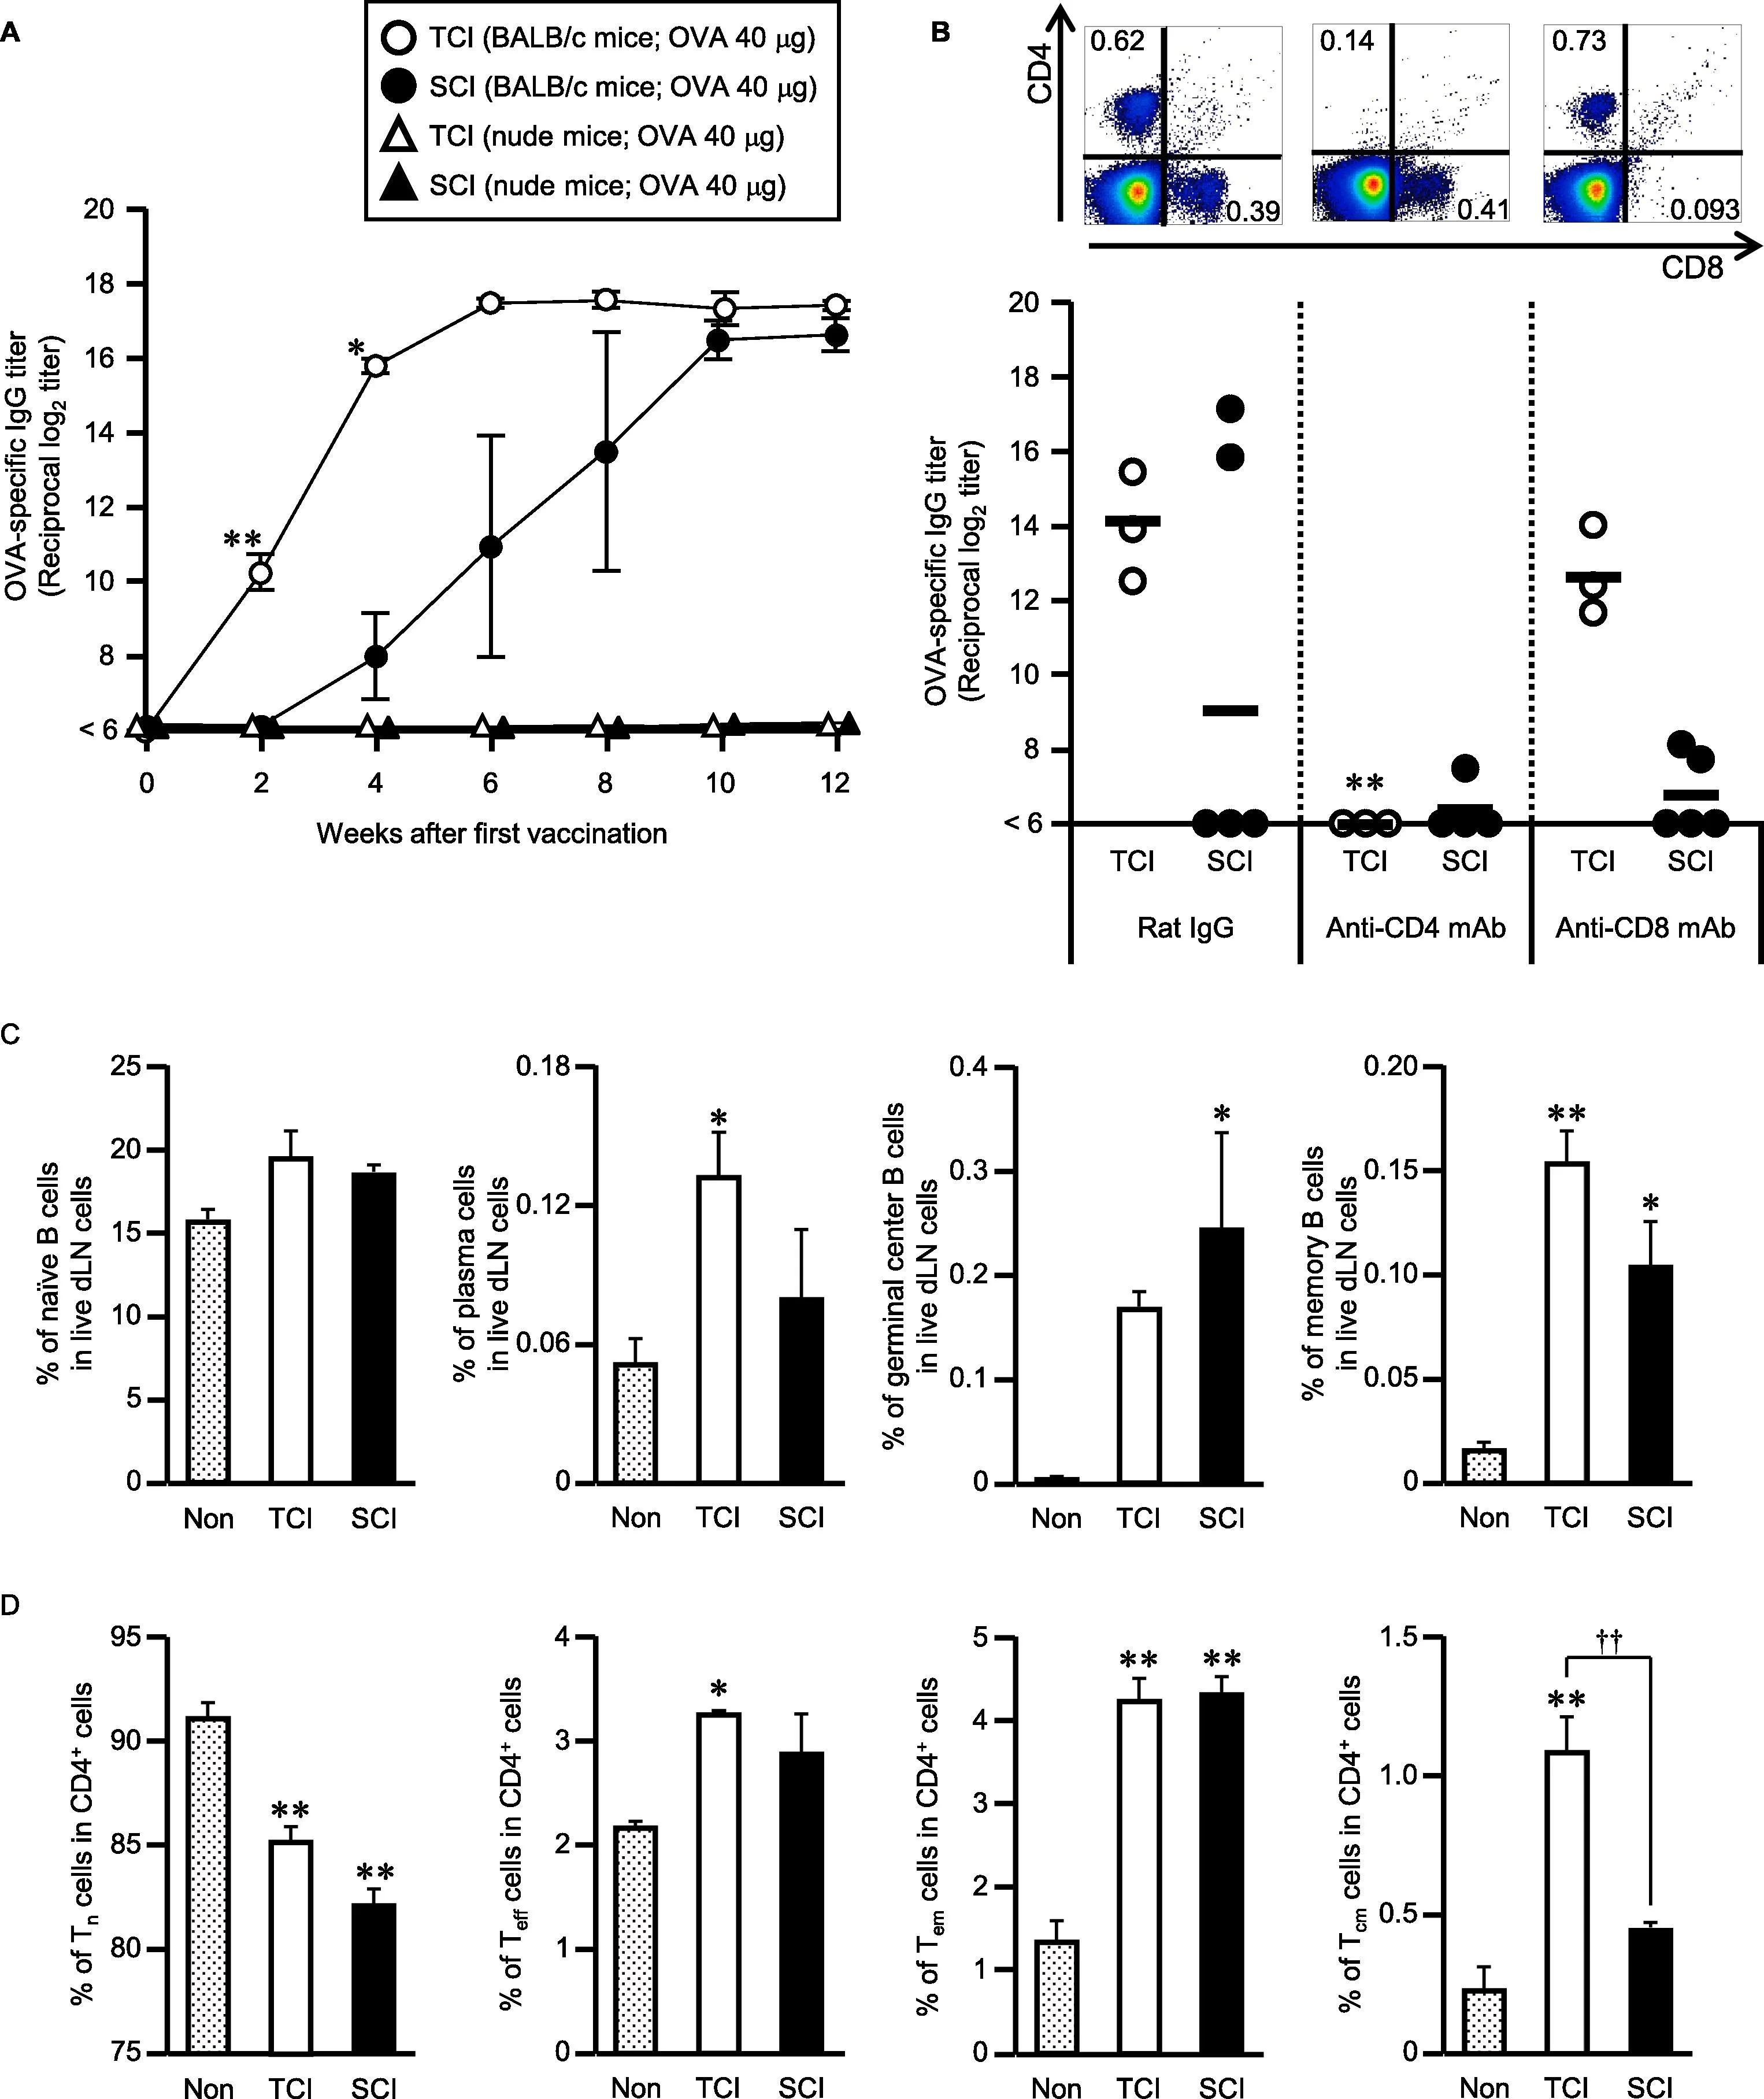 A
TCI (BALB/c mice; OVA 40 μg)
SCI (BALB/c mice; OVA 40 μg)
TCI (nude mice; OVA 40 μg)
SCI (nude mice; OVA 40 μg)
OVA-specific IgG titer
(Reciprocal log2 titer)
20
18
16
14
12
10
8
< 6
*
**
0 2 4 6 8 10 12
Weeks after first vaccination
B
CD4
0.62
0.39
0.14
0.41
0.73
0.093
CD8
OVA-specific IgG titer
(Reciprocal log2 titer)
20
18
16
14
12
10
8
< 6
**
TCI SCI TCI SCI TCI SCI
Rat IgG Anti-CD4 mAb Anti-CD8 mAb
C
% of naïve B cells
in live dLN cells
25
20
15
10
5
0
Non TCI SCI
% of plasma cells
in live dLN cells
0.18
0.12
0.06
0
*
Non TCI SCI
% of germinal center B cells
in live dLN cells
0.4
0.3
0.2
0.1
0
*
Non TCI SCI
% of memory B cells
in live dLN cells
0.20
0.15
0.10
0.05
0
**
*
Non TCI SCI
D
% of Tn cells in CD4+ cells
95
90
85
80
75
**
**
Non TCI SCI
% of Teff cells in CD4+ cells
4
3
2
1
0
*
Non TCI SCI
% of Tem cells in CD4+ cells
5
4
3
2
1
0
** **
Non TCI SCI
% of Tcm cells in CD4+ cells
1.5
1.0
0.5
0
††
**
Non TCI SCI